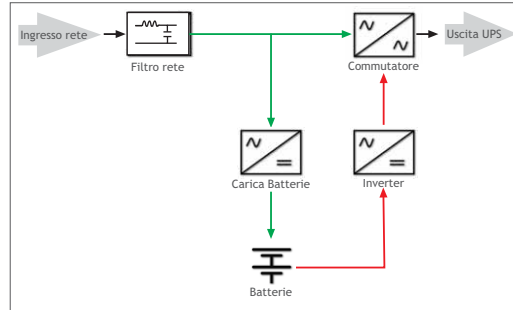 Ingresso rete
Uscita UPS
Filtro rete
Commutatore
Carica Batterie
Inverter
Batterie